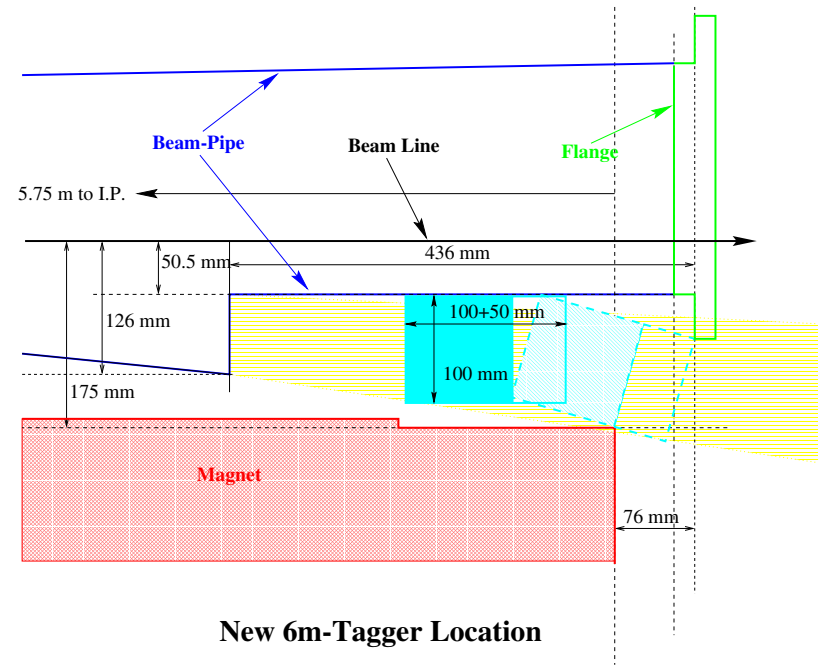 Beam-Pipe
Beam Line
Flange
5.75 m to I.P.
50.5 mm
436 mm
126 mm
100+50 mm
100 mm
175 mm
Magnet
76 mm
New 6m-Tagger Location